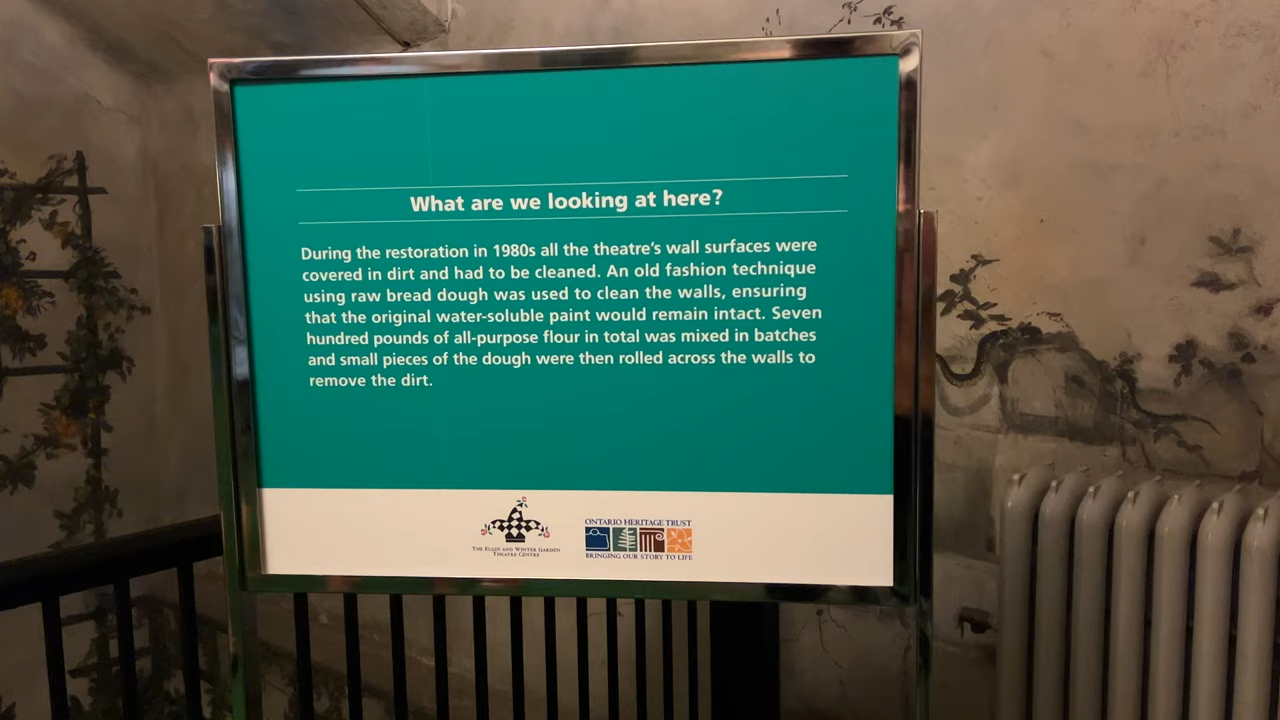 What are we looking at here?
During the restoration in 1980s all the theatre's wall surfaces were
covered in dirt and had to be cleaned. An old fashion technique
using raw bread dough was used to clean the walls, ensuring
that the original water-soluble paint would remain intact. Seven
hundred pounds of all-purpose flour in total was mixed in batches
and small pieces of the dough were then rolled across the walls to
remove the dirt.
THE ELGIN AND WINTER GARDEN
THEATRE CENTRE
ONTARIO HERITAGE TRUST
BRINGING OUR STORY TO LIFE